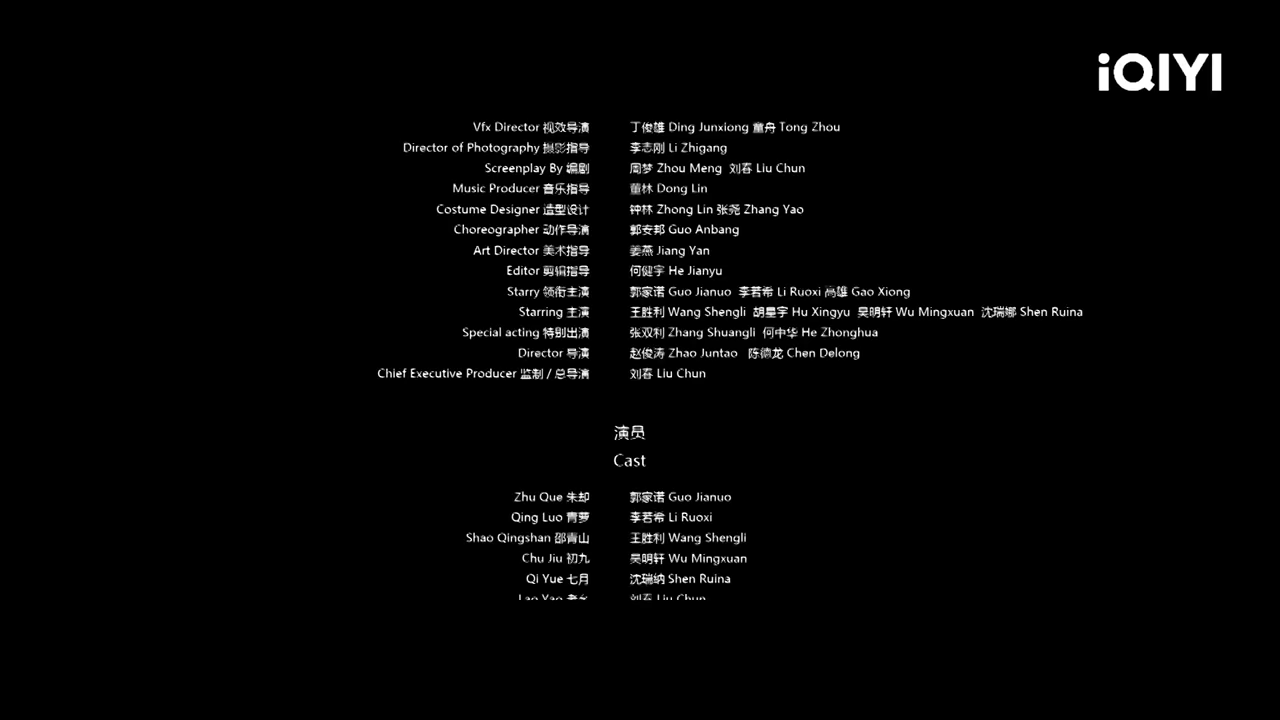 iQIYI
Vfx Director 视效导演 丁俊雄 Ding Junxiong 童舟 Tong Zhou
Director of Photography 摄影指导 李志刚 Li Zhigang
Screenplay By 编剧 周梦 Zhou Meng 刘春 Liu Chun
Music Producer 音乐指导 董林 Dong Lin
Costume Designer 造型设计 钟林 Zhong Lin 张尧 Zhang Yao
Choreographer 动作导演 郭安邦 Guo Anbang
Art Director 美术指导 姜燕 Jiang Yan
Editor 剪辑指导 何健宇 He Jianyu
Starry 领衔主演 郭家诺 Guo Jianuo 李若希 Li Ruoxi 高雄 Gao Xiong
Starring 主演 王胜利 Wang Shengli 胡星宇 Hu Xingyu 吴明轩 Wu Mingxuan 沈瑞娜 Shen Ruina
Special acting 特别出演 张双利 Zhang Shuangli 何中华 He Zhonghua
Director 导演 赵俊涛 Zhao Juntao 陈德龙 Chen Delong
Chief Executive Producer 监制 / 总导演 刘春 Liu Chun
演员
Cast
Zhu Que 朱却 郭家诺 Guo Jianuo
Qing Luo 青萝 李若希 Li Ruoxi
Shao Qingshan 邵青山 王胜利 Wang Shengli
Chu Jiu 初九 吴明轩 Wu Mingxuan
Qi Yue 七月 沈瑞纳 Shen Ruina
刘春 Liu Chun